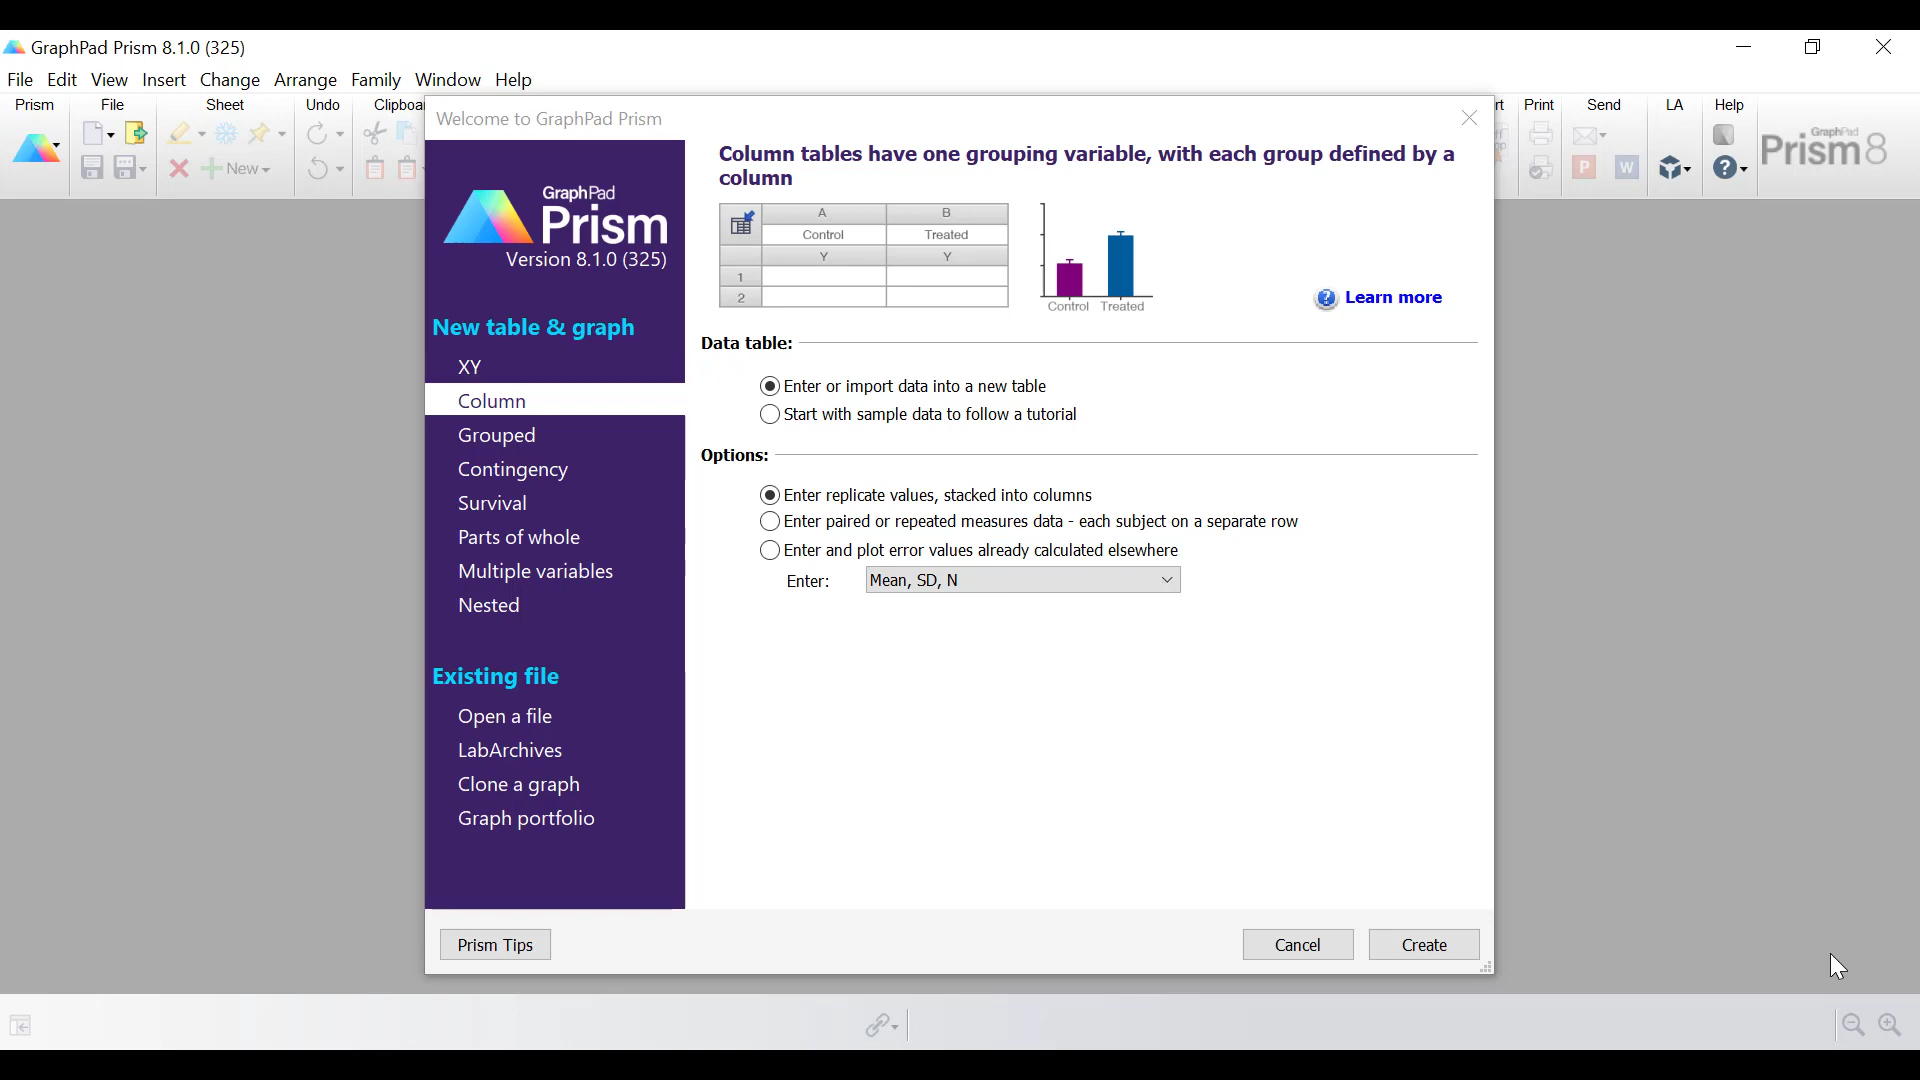 GraphPad Prism 8.1.0 (325)
File Edit View Insert Change Arrange Family Window Help
Prism File Sheet Undo Clipboa Print Send LA Help
New
P W
GraphPad
Prism 8
Welcome to GraphPad Prism
GraphPad
Prism
Version 8.1.0 (325)
New table & graph
XY
Column
Grouped
Contingency
Survival
Parts of whole
Multiple variables
Nested
Existing file
Open a file
LabArchives
Clone a graph
Graph portfolio
Column tables have one grouping variable, with each group defined by a
column
A B
Control Treated
Y Y
1
2
Control Treated
Learn more
Data table:
Enter or import data into a new table
Start with sample data to follow a tutorial
Options:
Enter replicate values, stacked into columns
Enter paired or repeated measures data - each subject on a separate row
Enter and plot error values already calculated elsewhere
Enter: Mean, SD, N
Prism Tips Cancel Create